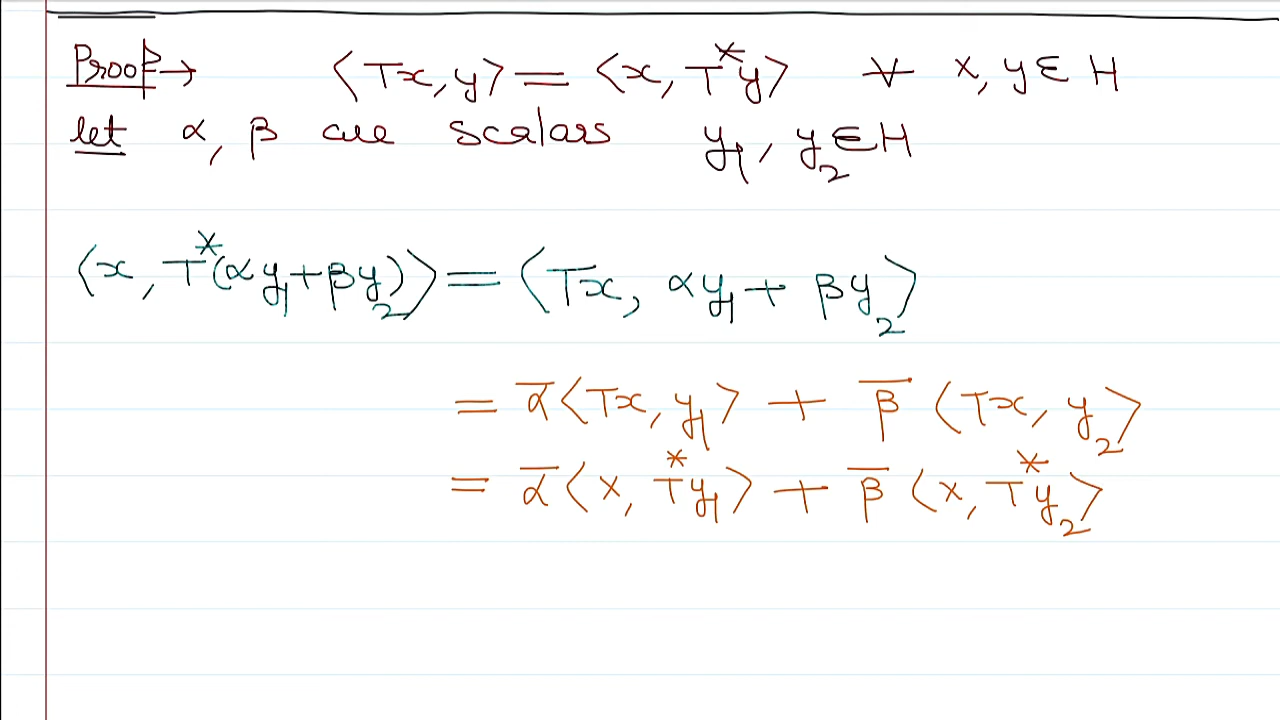 Proof → ⟨Tx, y⟩ = ⟨x, T*y⟩ ∀ x, y ∈ H
let α, β are scalars y₁, y₂ ∈ H
⟨x, T*(αy₁ + βy₂)⟩ = ⟨Tx, αy₁ + βy₂⟩
= α̅⟨Tx, y₁⟩ + β̅⟨Tx, y₂⟩
= α̅⟨x, T*y₁⟩ + β̅⟨x, T*y₂⟩